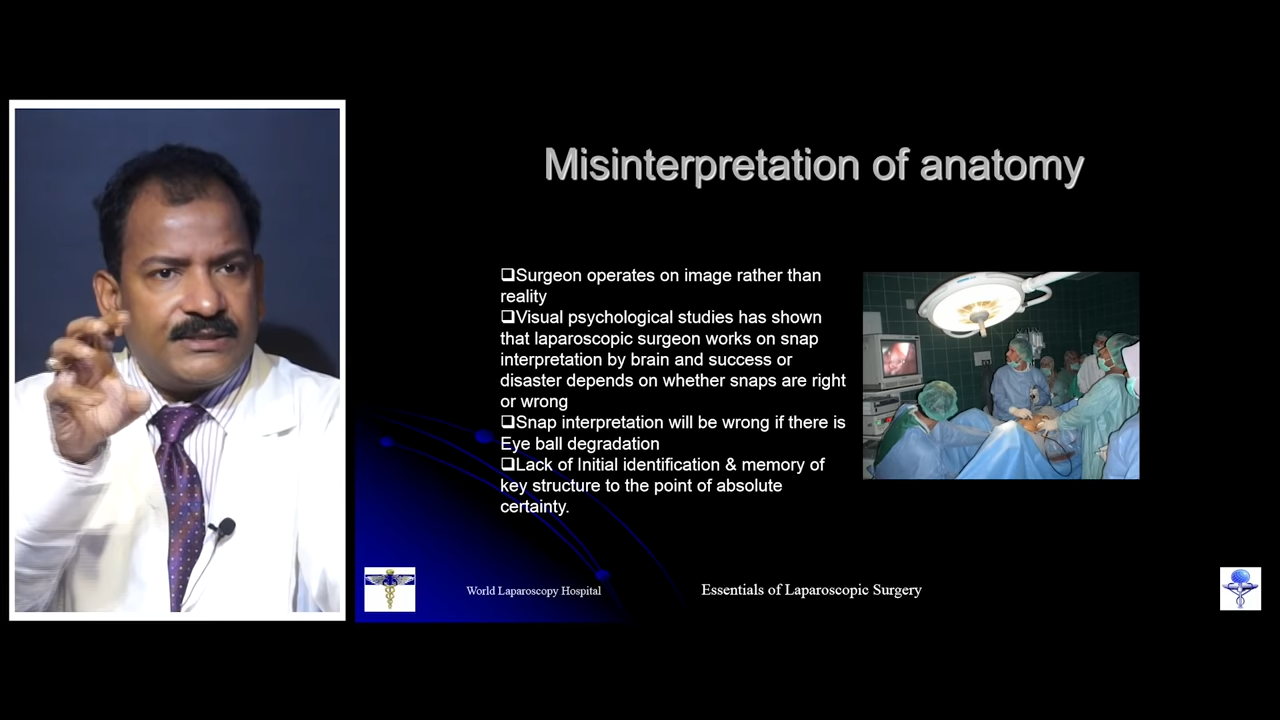 Misinterpretation of anatomy
❑Surgeon operates on image rather than
reality
❑Visual psychological studies has shown
that laparoscopic surgeon works on snap
interpretation by brain and success or
disaster depends on whether snaps are right
or wrong
❑Snap interpretation will be wrong if there is
Eye ball degradation
❑Lack of Initial identification & memory of
key structure to the point of absolute
certainty.
World Laparoscopy Hospital
Essentials of Laparoscopic Surgery